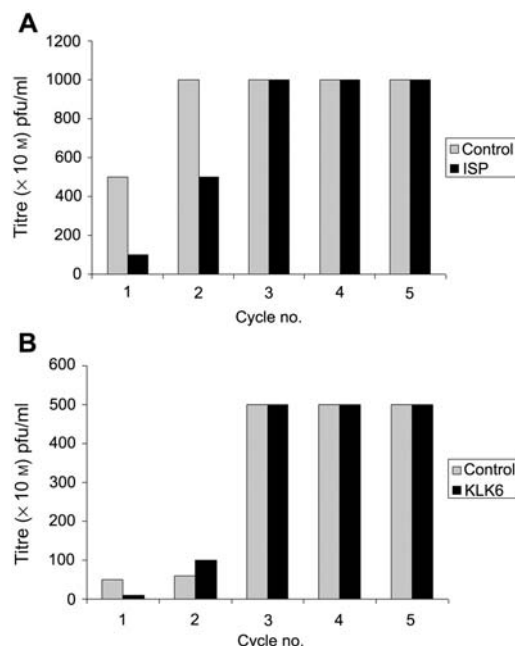 A
1200
1000
800
600
400
200
0
Titre (× 10 M) pfu/ml
1 2 3 4 5
Cycle no.
Control
ISP
B
600
500
400
300
200
100
0
Titre (× 10 M) pfu/ml
1 2 3 4 5
Cycle no.
Control
KLK6